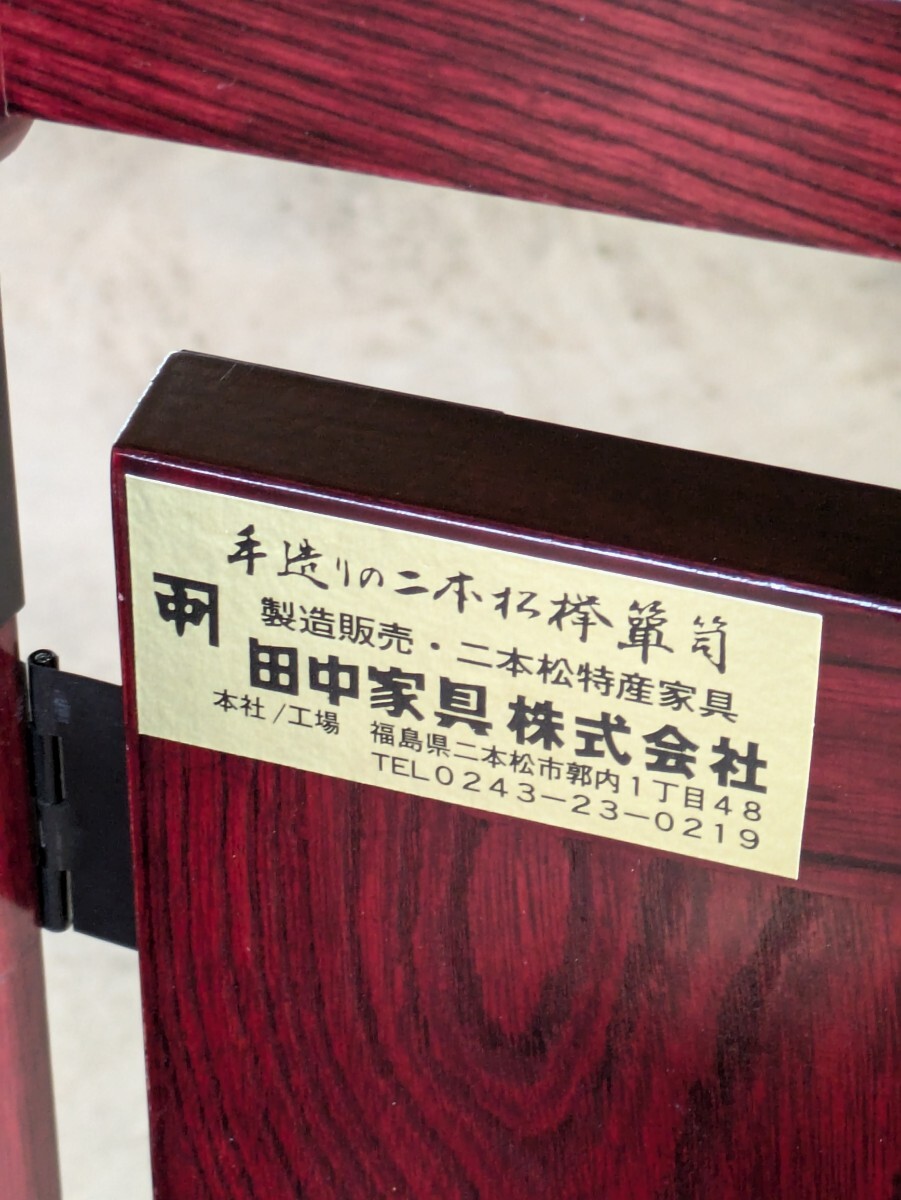 手造りの二本松欅簞笥
製造販売・二本松特産家具
田中家具株式会社
本社/工場 福島県二本松市郭内1丁目48
TEL0243-23-0219